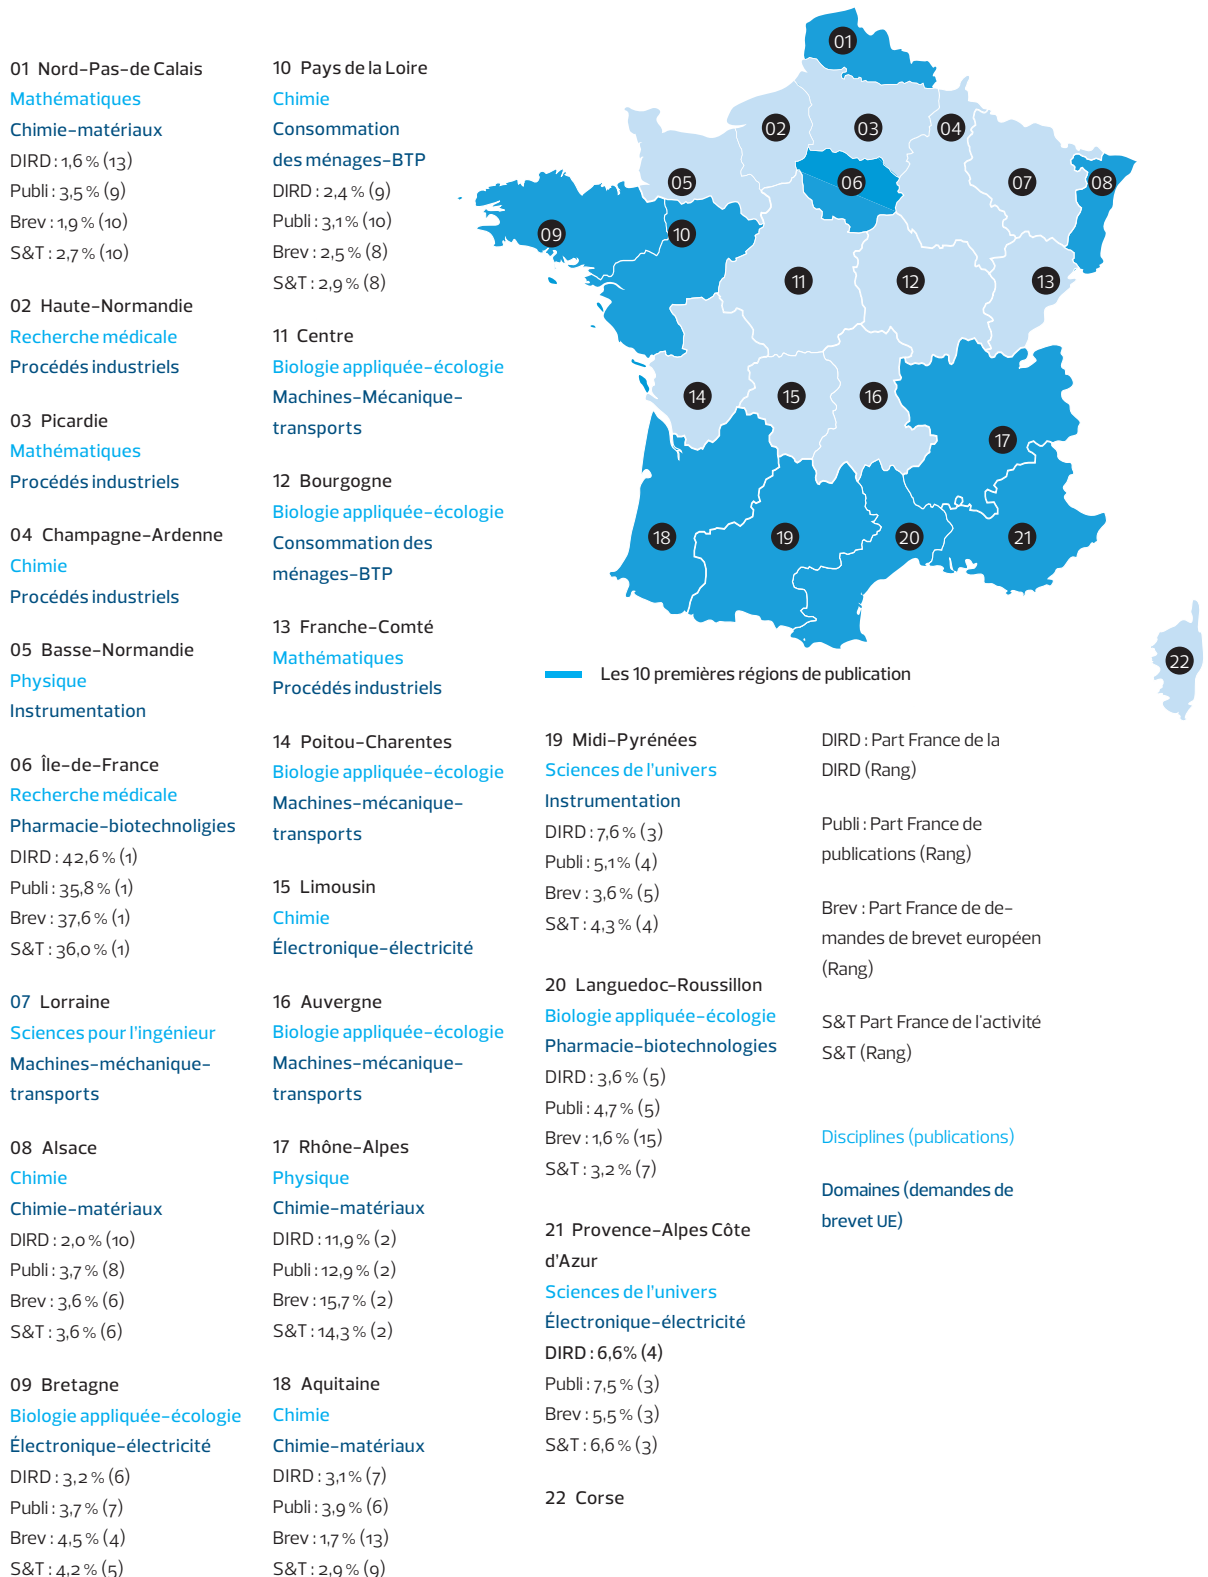 01 Nord-Pas-de Calais
Mathématiques
Chimie-matériaux
DIRD : 1,6 % (13)
Publi : 3,5 % (9)
Brev : 1,9 % (10)
S&T : 2,7 % (10)
02 Haute-Normandie
Recherche médicale
Procédés industriels
03 Picardie
Mathématiques
Procédés industriels
04 Champagne-Ardenne
Chimie
Procédés industriels
05 Basse-Normandie
Physique
Instrumentation
06 Île-de-France
Recherche médicale
Pharmacie-biotechnoligies
DIRD : 42,6 % (1)
Publi : 35,8 % (1)
Brev : 37,6 % (1)
S&T : 36,0 % (1)
07 Lorraine
Sciences pour l'ingénieur
Machines-méchanique-
transports
08 Alsace
Chimie
Chimie-matériaux
DIRD : 2,0 % (10)
Publi : 3,7 % (8)
Brev : 3,6 % (6)
S&T : 3,6 % (6)
09 Bretagne
Biologie appliquée-écologie
Électronique-électricité
DIRD : 3,2 % (6)
Publi : 3,7 % (7)
Brev : 4,5 % (4)
S&T : 4,2 % (5)
10 Pays de la Loire
Chimie
Consommation
des ménages-BTP
DIRD : 2,4 % (9)
Publi : 3,1 % (10)
Brev : 2,5 % (8)
S&T : 2,9 % (8)
11 Centre
Biologie appliquée-écologie
Machines-Mécanique-
transports
12 Bourgogne
Biologie appliquée-écologie
Consommation des
ménages-BTP
13 Franche-Comté
Mathématiques
Procédés industriels
14 Poitou-Charentes
Biologie appliquée-écologie
Machines-mécanique-
transports
15 Limousin
Chimie
Électronique-électricité
16 Auvergne
Biologie appliquée-écologie
Machines-mécanique-
transports
17 Rhône-Alpes
Physique
Chimie-matériaux
DIRD : 11,9 % (2)
Publi : 12,9 % (2)
Brev : 15,7 % (2)
S&T : 14,3 % (2)
18 Aquitaine
Chimie
Chimie-matériaux
DIRD : 3,1 % (7)
Publi : 3,9 % (6)
Brev : 1,7 % (13)
S&T : 2,9 % (9)
01
02
03
04
05
06
07
08
09
10
11
12
13
14
15
16
17
18
19
20
21
22
Les 10 premières régions de publication
19 Midi-Pyrénées
Sciences de l'univers
Instrumentation
DIRD : 7,6 % (3)
Publi : 5,1 % (4)
Brev : 3,6 % (5)
S&T : 4,3 % (4)
20 Languedoc-Roussillon
Biologie appliquée-écologie
Pharmacie-biotechnologies
DIRD : 3,6 % (5)
Publi : 4,7 % (5)
Brev : 1,6 % (15)
S&T : 3,2 % (7)
21 Provence-Alpes Côte
d'Azur
Sciences de l'univers
Électronique-électricité
DIRD : 6,6% (4)
Publi : 7,5 % (3)
Brev : 5,5 % (3)
S&T : 6,6 % (3)
22 Corse
DIRD : Part France de la
DIRD (Rang)
Publi : Part France de
publications (Rang)
Brev : Part France de de-
mandes de brevet européen
(Rang)
S&T Part France de l'activité
S&T (Rang)
Disciplines (publications)
Domaines (demandes de
brevet UE)